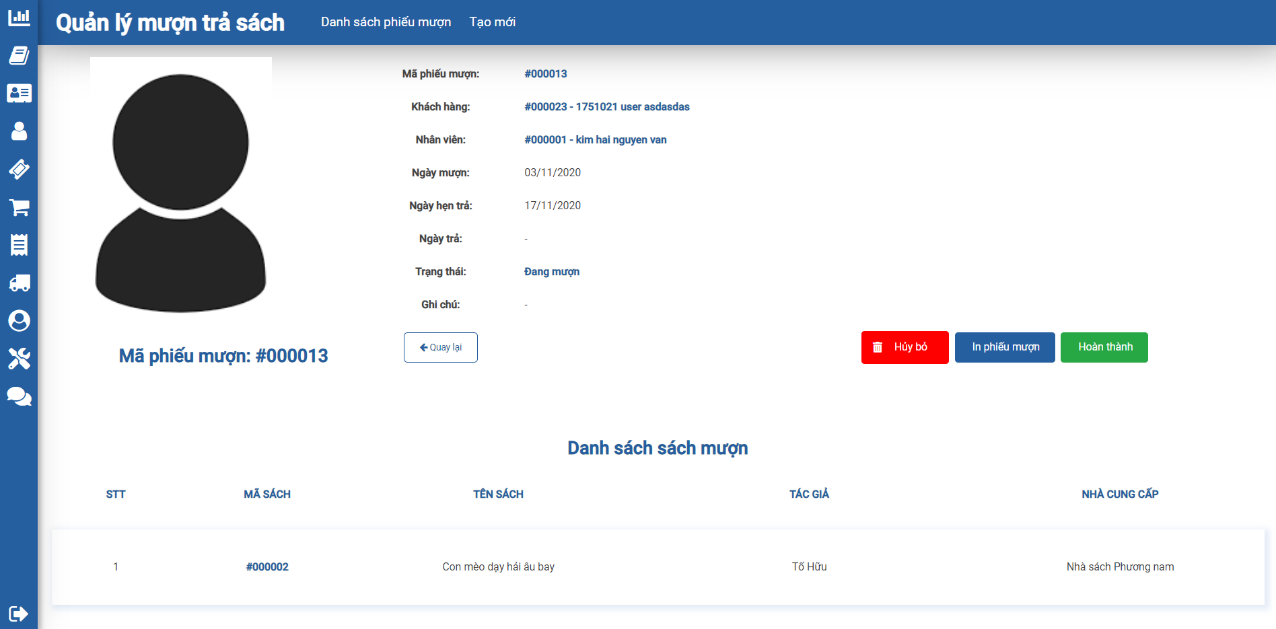 Quản lý mượn trả sách
Danh sách phiếu mượn
Tạo mới
Mã phiếu mượn: #000013
Khách hàng: #000023 - 1751021 user asdasdas
Nhân viên: #000001 - kim hai nguyen van
Ngày mượn: 03/11/2020
Ngày hẹn trả: 17/11/2020
Ngày trả: -
Trạng thái: Đang mượn
Ghi chú: -
Mã phiếu mượn: #000013
Quay lại
Hủy bỏ
In phiếu mượn
Hoàn thành
Danh sách sách mượn
STT MÃ SÁCH TÊN SÁCH TÁC GIẢ NHÀ CUNG CẤP
1 #000002 Con mèo dạy hải âu bay Tố Hữu Nhà sách Phương nam